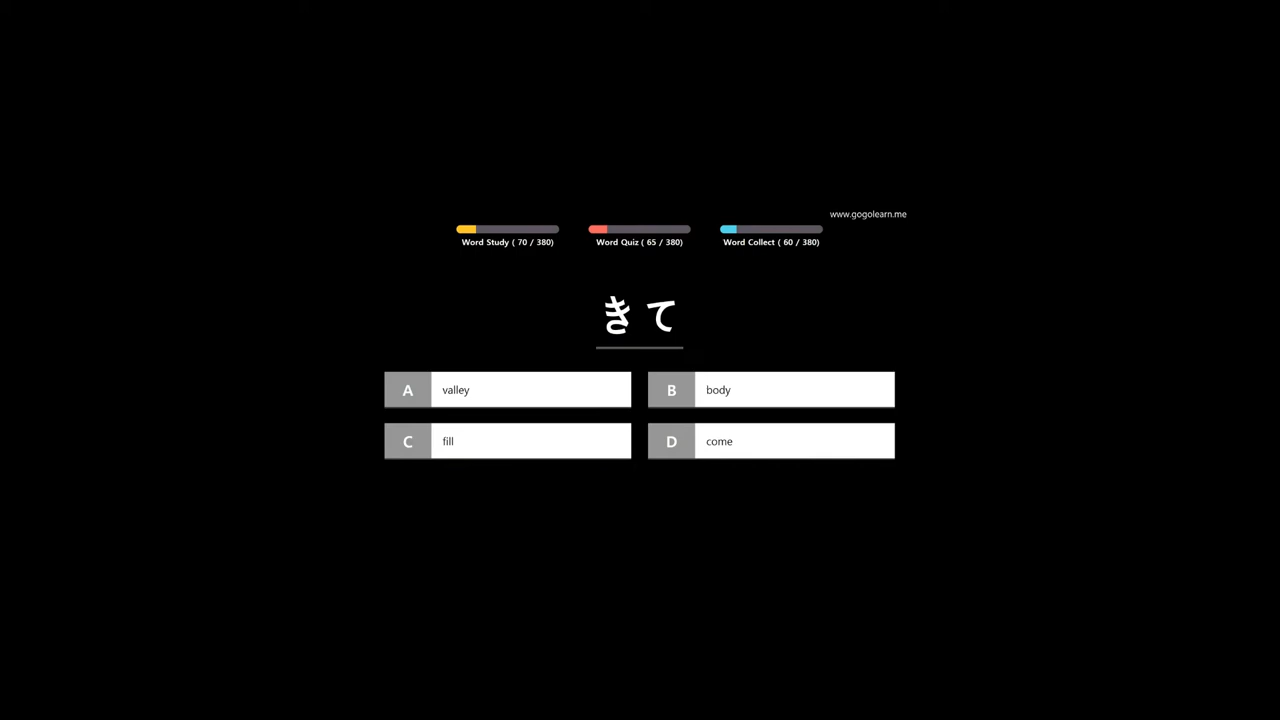 www.gogolearn.me
Word Study ( 70 / 380) Word Quiz ( 65 / 380) Word Collect ( 60 / 380)
きて
A valley B body
C fill D come